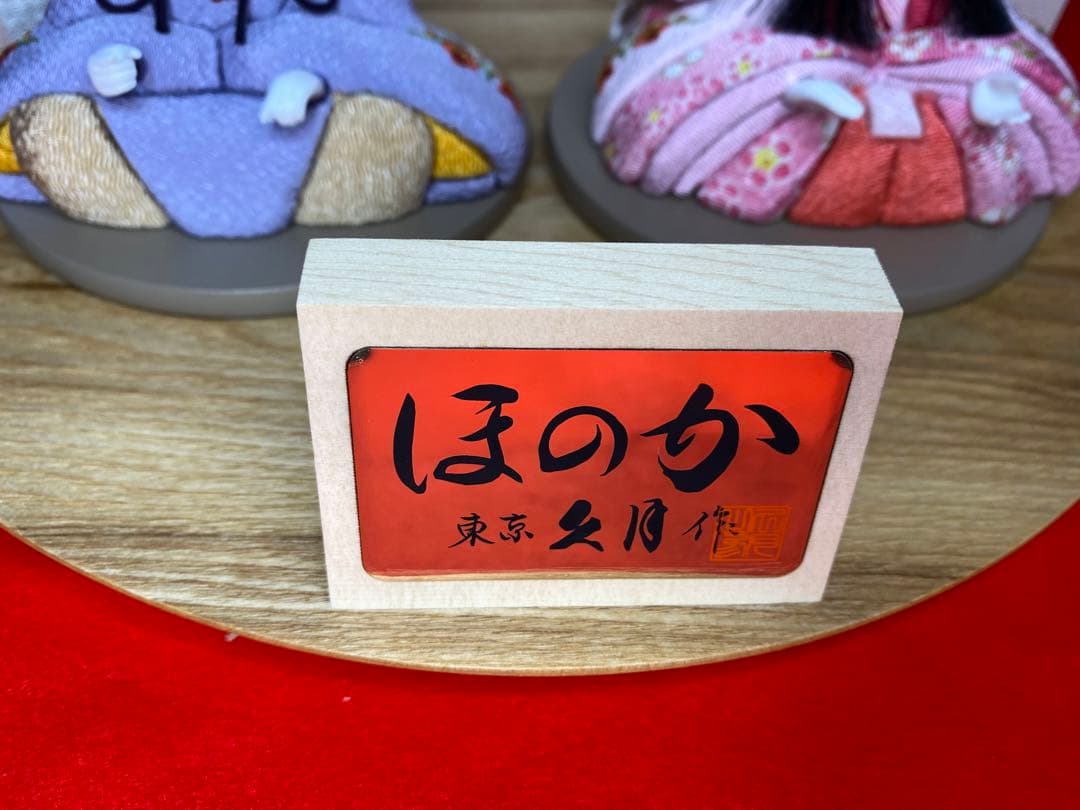 ほのか
東京 久月 作